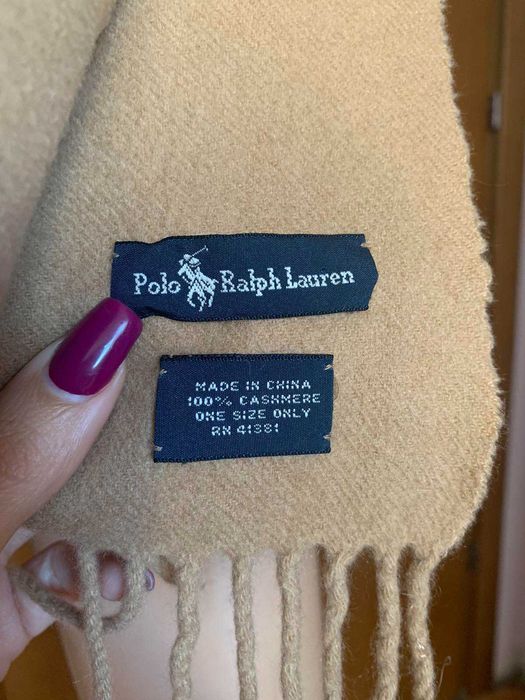 Polo Ralph Lauren
MADE IN CHINA
100% CASHMERE
ONE SIZE ONLY
RN 41381